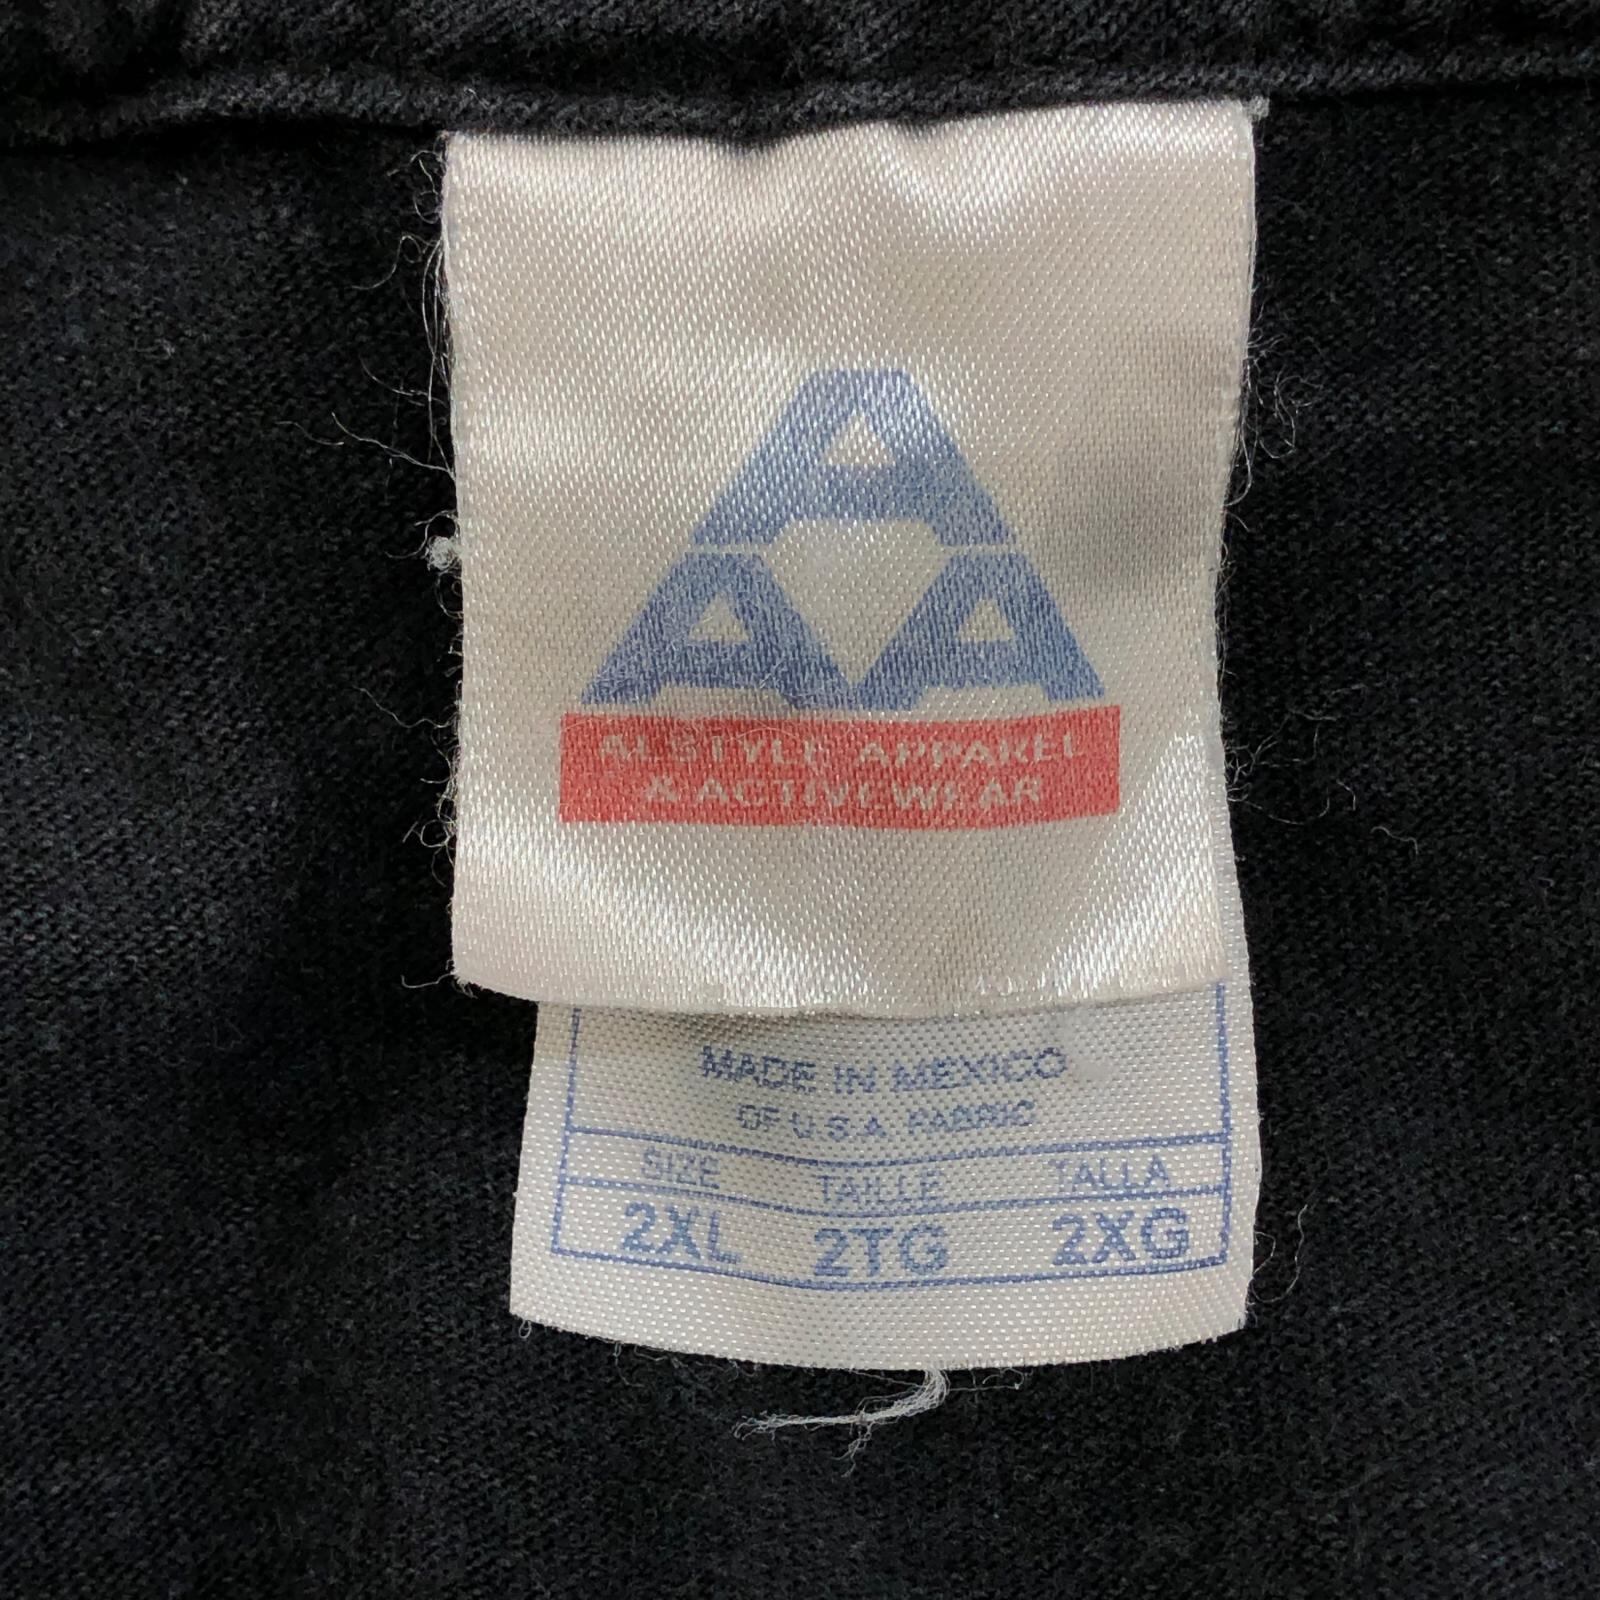 A
A A
ALSTYLE APPAREL
& ACTIVEWEAR
MADE IN MEXICO
OF U.S.A. FABRIC
SIZE TAILLE TALLA
2XL 2TG 2XG